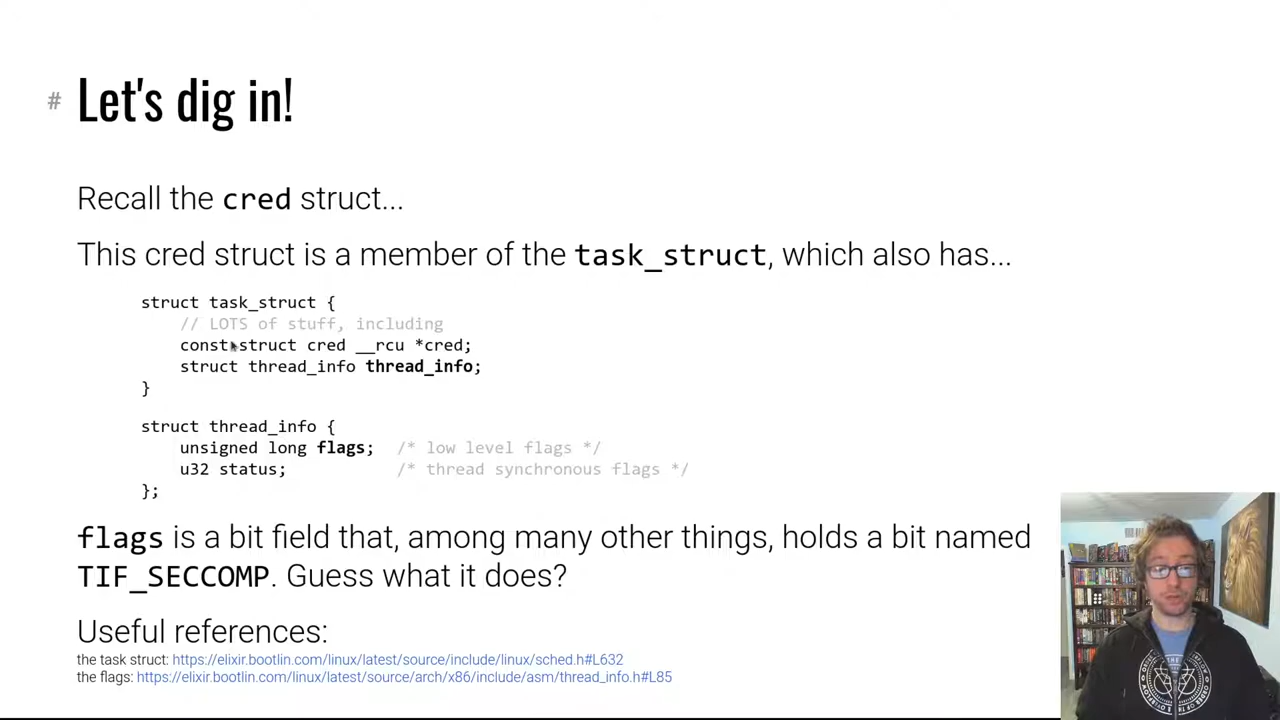 # Let's dig in!
Recall the cred struct...
This cred struct is a member of the task_struct, which also has...
struct task_struct {
// LOTS of stuff, including
const struct cred __rcu *cred;
struct thread_info thread_info;
}
struct thread_info {
unsigned long flags; /* low level flags */
u32 status; /* thread synchronous flags */
};
flags is a bit field that, among many other things, holds a bit named
TIF_SECCOMP. Guess what it does?
Useful references:
the task struct: https://elixir.bootlin.com/linux/latest/source/include/linux/sched.h#L632
the flags: https://elixir.bootlin.com/linux/latest/source/arch/x86/include/asm/thread_info.h#L85